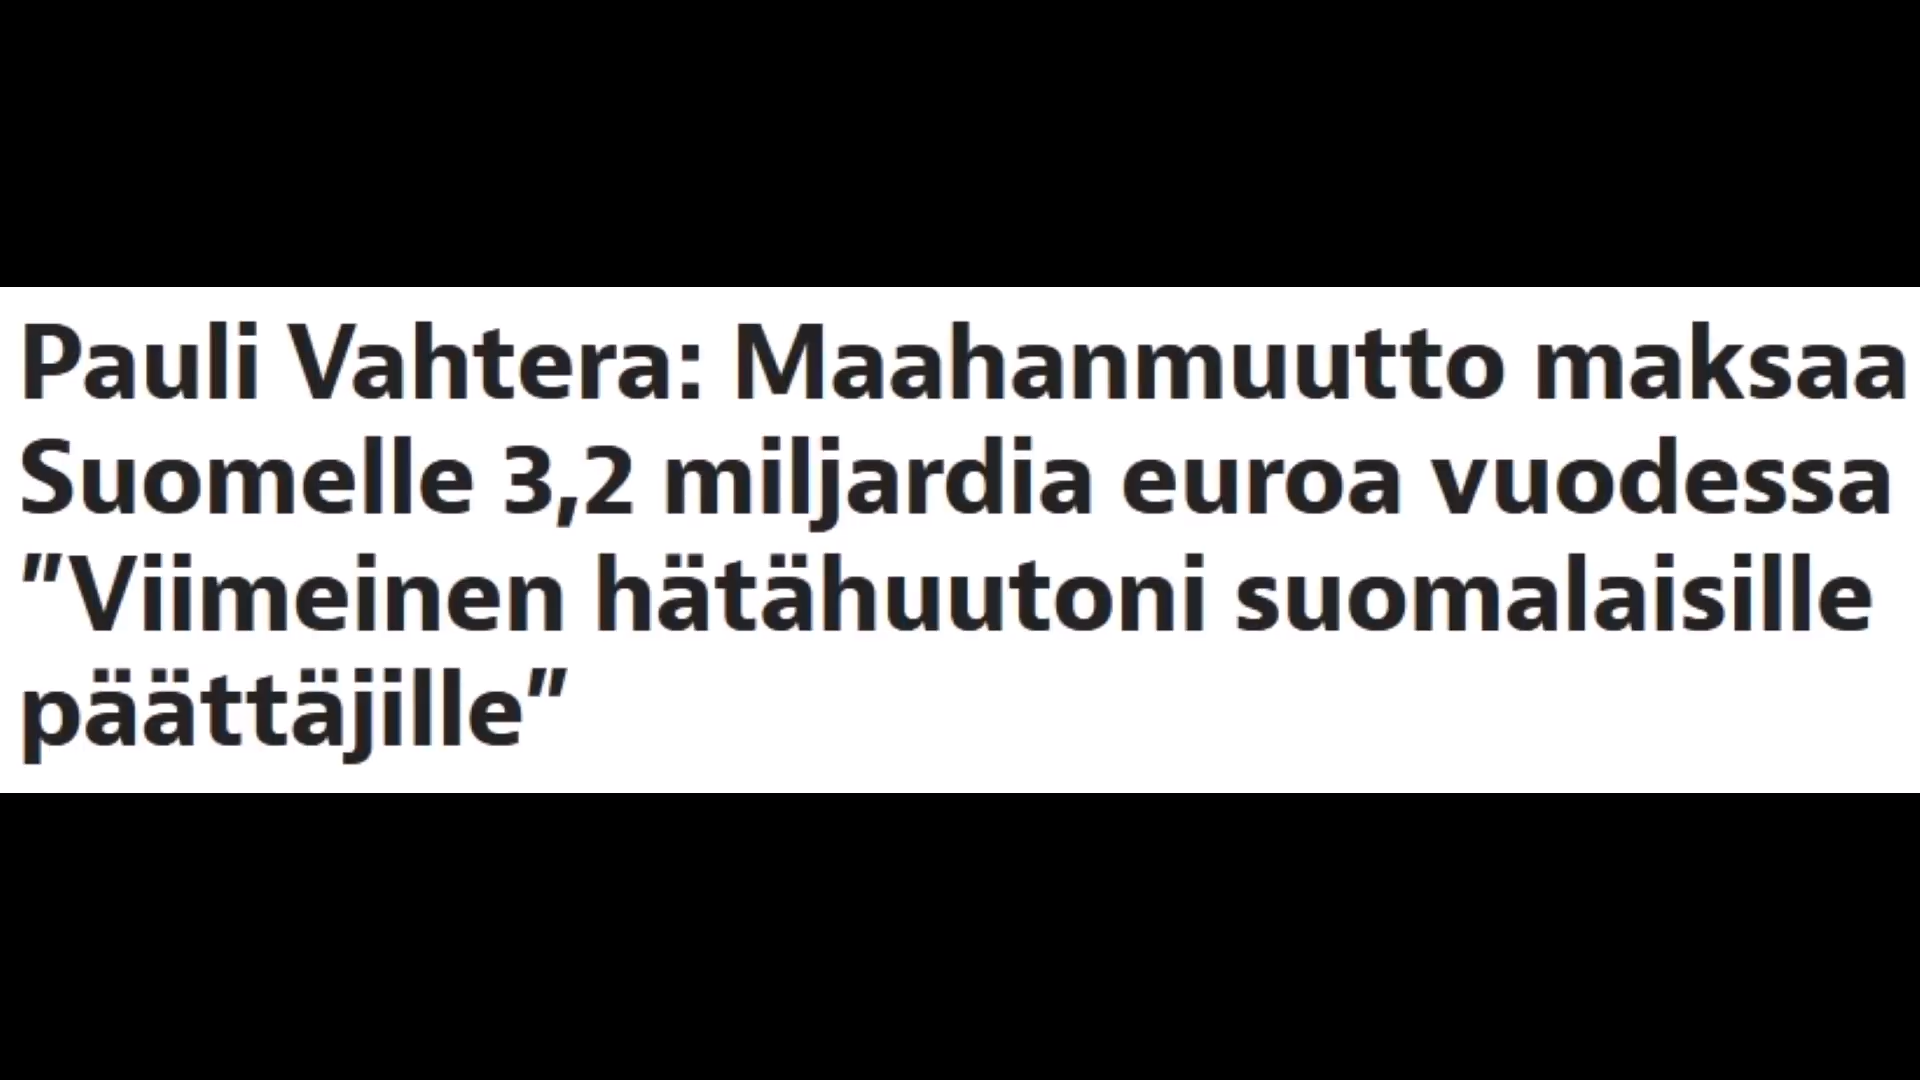 Pauli Vahtera: Maahanmuutto maksaa
Suomelle 3,2 miljardia euroa vuodessa
”Viimeinen hätähuutoni suomalaisille
päättäjille”